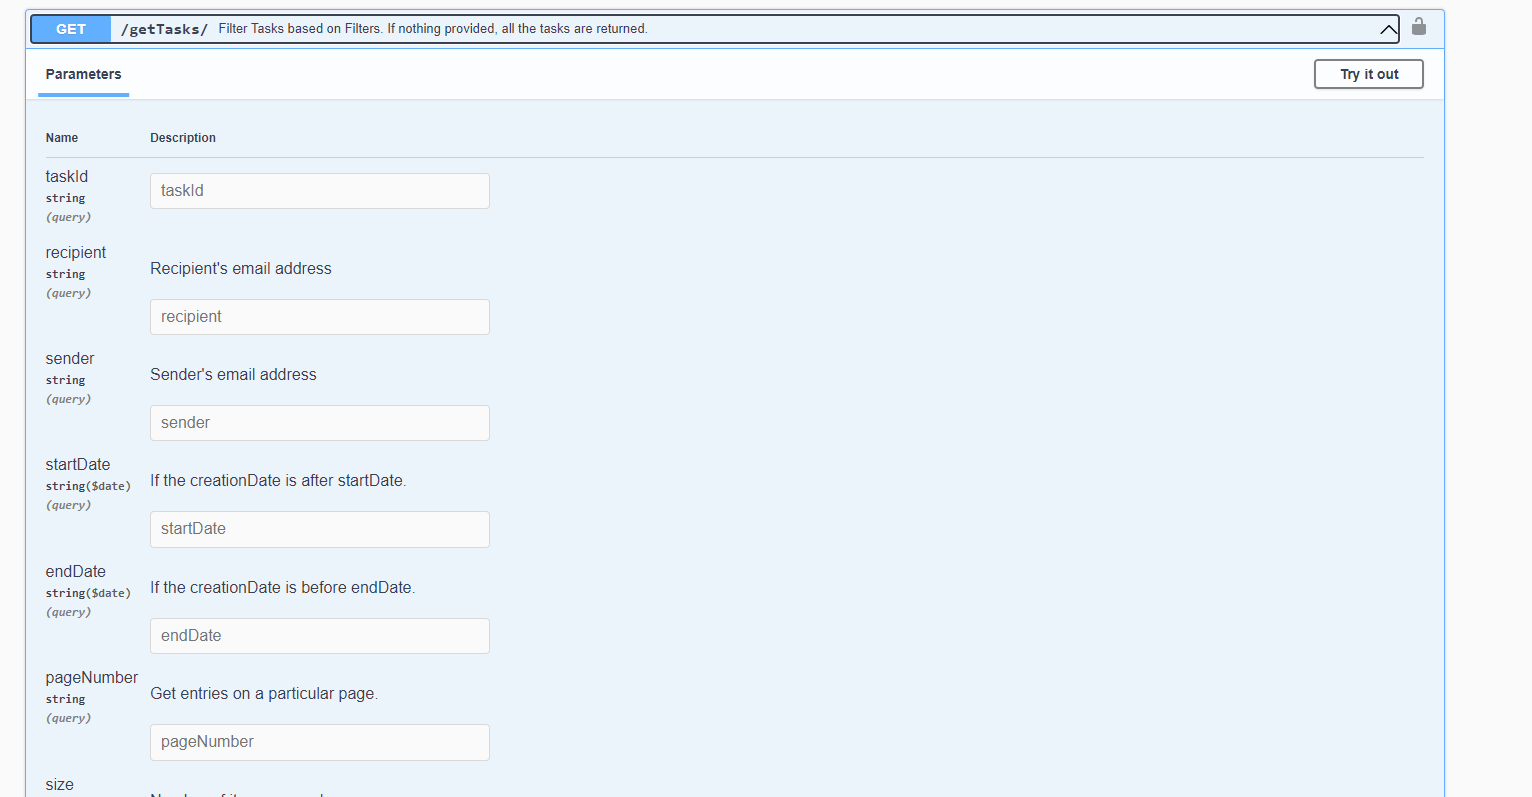 GET /getTasks/ Filter Tasks based on Filters. If nothing provided, all the tasks are returned.
Parameters
Try it out
Name Description
taskId
string
(query)
taskId
recipient
string
(query)
Recipient's email address
recipient
sender
string
(query)
Sender's email address
sender
startDate
string($date)
(query)
If the creationDate is after startDate.
startDate
endDate
string($date)
(query)
If the creationDate is before endDate.
endDate
pageNumber
string
(query)
Get entries on a particular page.
pageNumber
size